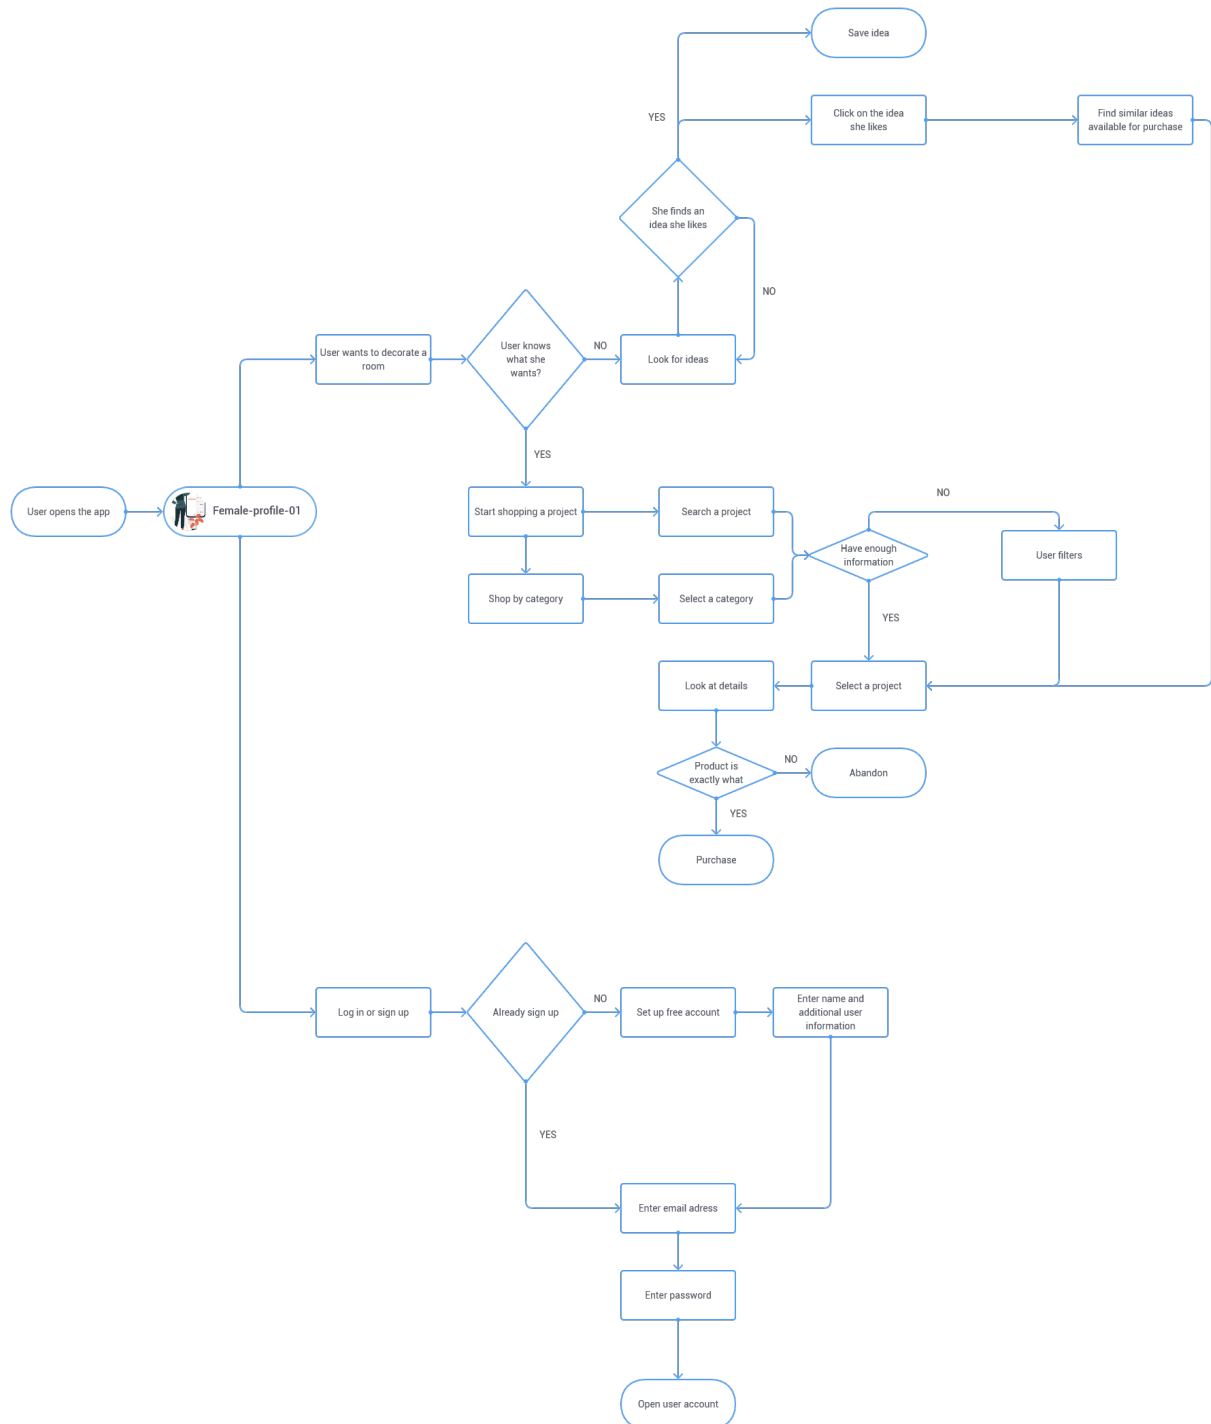 Save idea
YES
Click on the idea
she likes
Find similar ideas
available for purchase
She finds an
idea she likes
NO
User wants to decorate a
room
User knows
what she
wants?
NO
Look for ideas
YES
User opens the app
Female-profile-01
Start shopping a project
Search a project
NO
Have enough
information
User filters
Shop by category
Select a category
YES
Look at details
Select a project
Product is
exactly what
NO
Abandon
YES
Purchase
Log in or sign up
Already sign up
NO
Set up free account
Enter name and
additional user
information
YES
Enter email adress
Enter password
Open user account